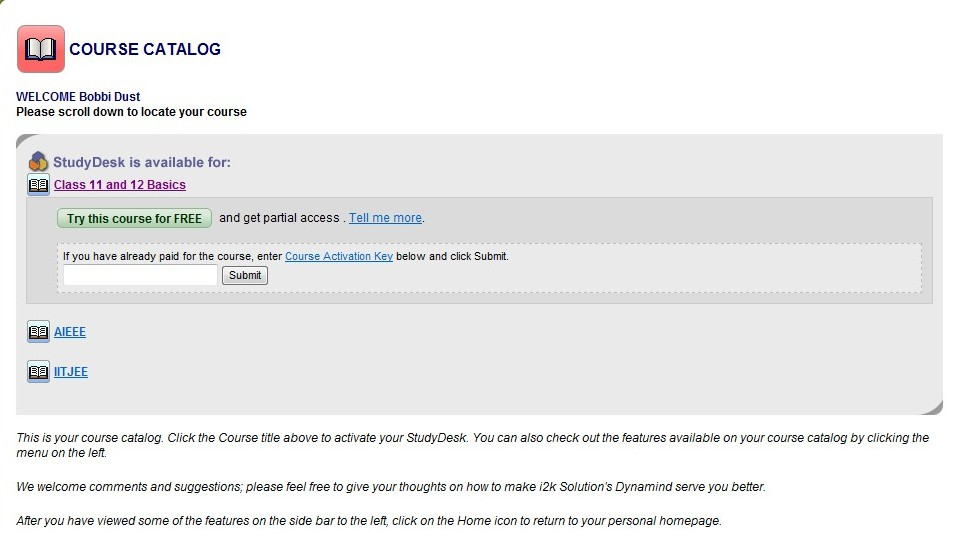 COURSE CATALOG
WELCOME Bobbi Dust
Please scroll down to locate your course
StudyDesk is available for:
Class 11 and 12 Basics
Try this course for FREE and get partial access . Tell me more.
If you have already paid for the course, enter Course Activation Key below and click Submit.
Submit
AIEEE
IITJEE
This is your course catalog. Click the Course title above to activate your StudyDesk. You can also check out the features available on your course catalog by clicking the
menu on the left.
We welcome comments and suggestions; please feel free to give your thoughts on how to make i2k Solution's Dynamind serve you better.
After you have viewed some of the features on the side bar to the left, click on the Home icon to return to your personal homepage.